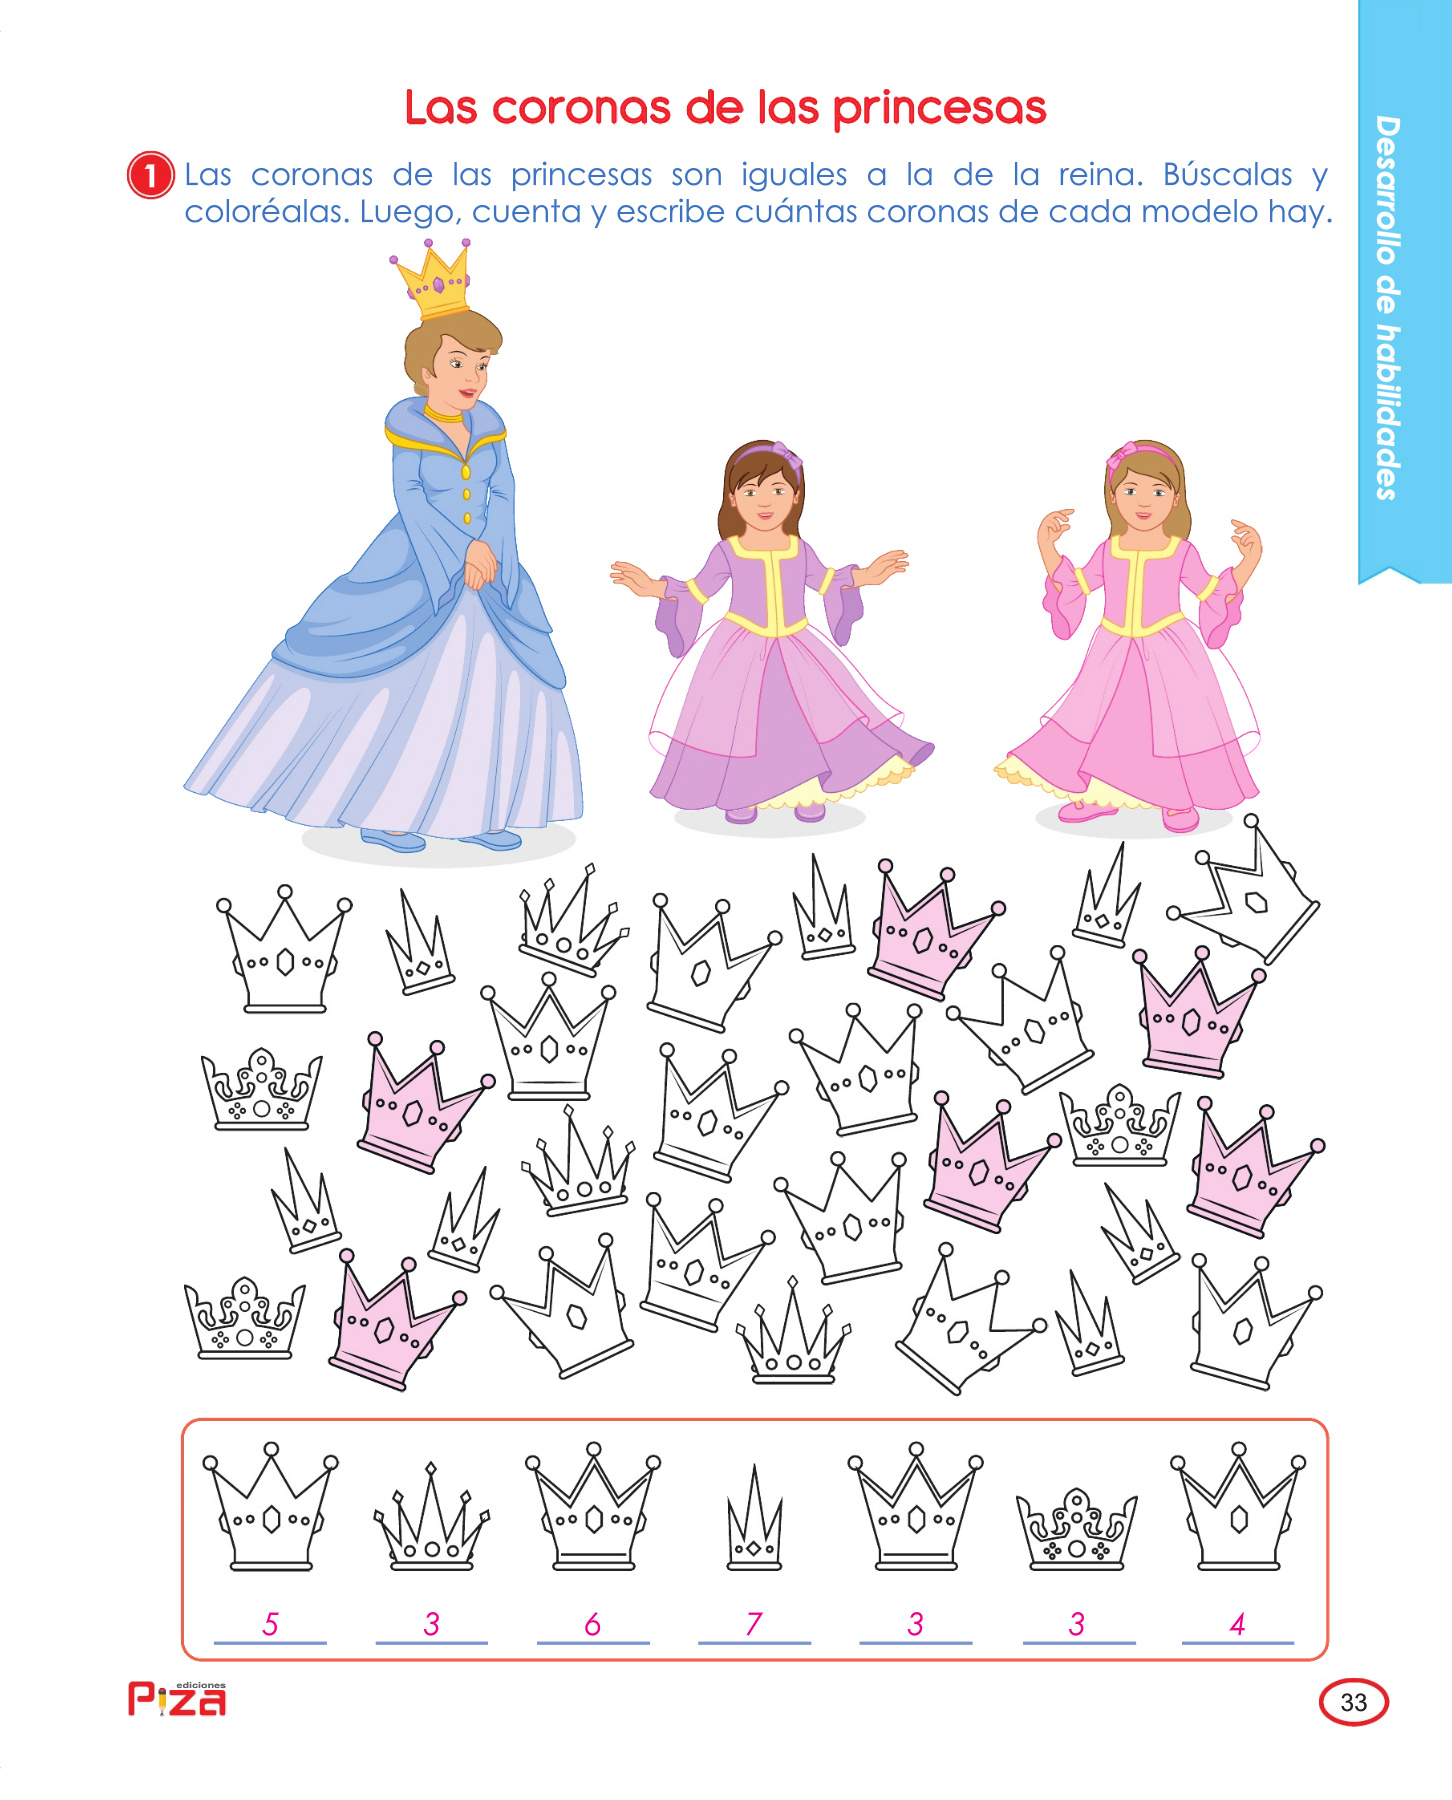 Las coronas de las princesas
1 Las coronas de las princesas son iguales a la de la reina. Búscalas y
coloréalas. Luego, cuenta y escribe cuántas coronas de cada modelo hay.
Desarrollo de habilidades
5 3 6 7 3 3 4
ediciones
Piza
33